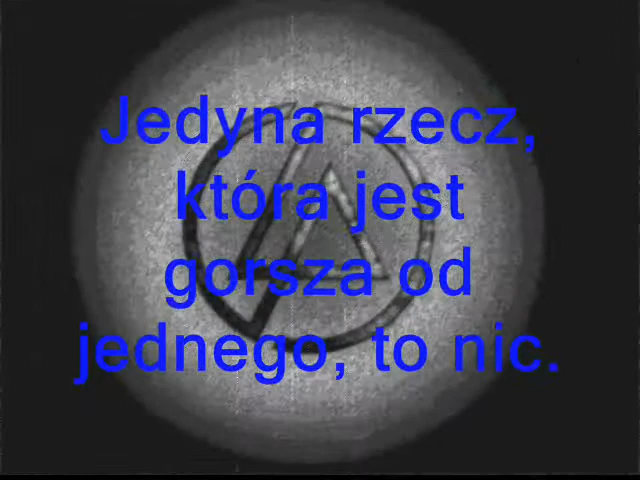 Jedyna rzecz,
która jest
gorsza od
jednego, to nic.